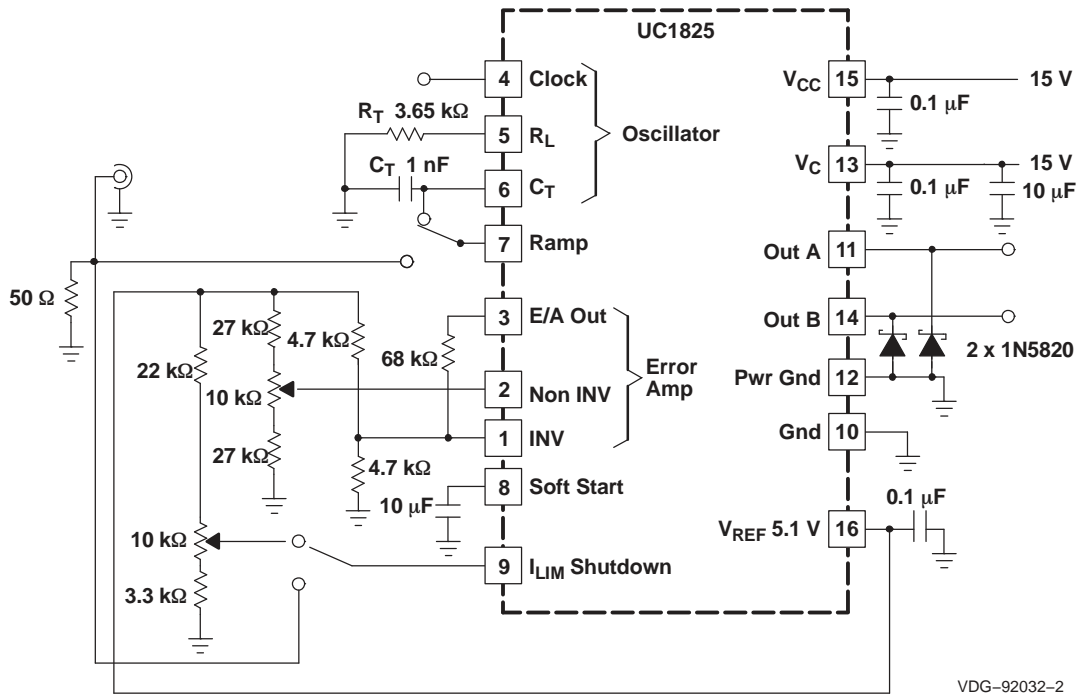 UC1825
4 Clock
R_T 3.65 kΩ
5 R_L
Oscillator
C_T 1 nF
6 C_T
7 Ramp
50 Ω
3 E/A Out
27 kΩ
4.7 kΩ
68 kΩ
22 kΩ
Error
Amp
10 kΩ
2 Non INV
1 INV
27 kΩ
4.7 kΩ
8 Soft Start
10 μF
10 kΩ
9 I_LIM Shutdown
3.3 kΩ
V_CC 15
15 V
0.1 μF
V_C 13
15 V
0.1 μF
10 μF
Out A 11
Out B 14
2 x 1N5820
Pwr Gnd 12
Gnd 10
0.1 μF
V_REF 5.1 V 16
VDG–92032–2